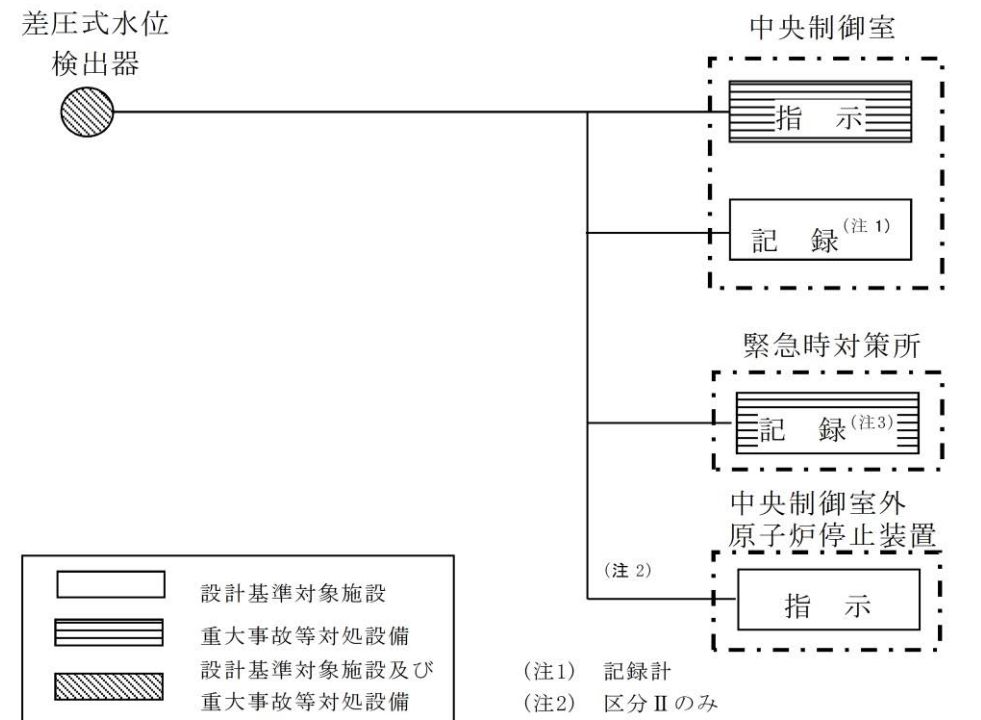 差圧式水位
検出器
中央制御室
指 示
記 録(注 1)
緊急時対策所
記 録(注3)
中央制御室外
原子炉停止装置
(注 2)
指 示
設計基準対象施設
重大事故等対処設備
設計基準対象施設及び
重大事故等対処設備
(注1) 記録計
(注2) 区分Ⅱのみ